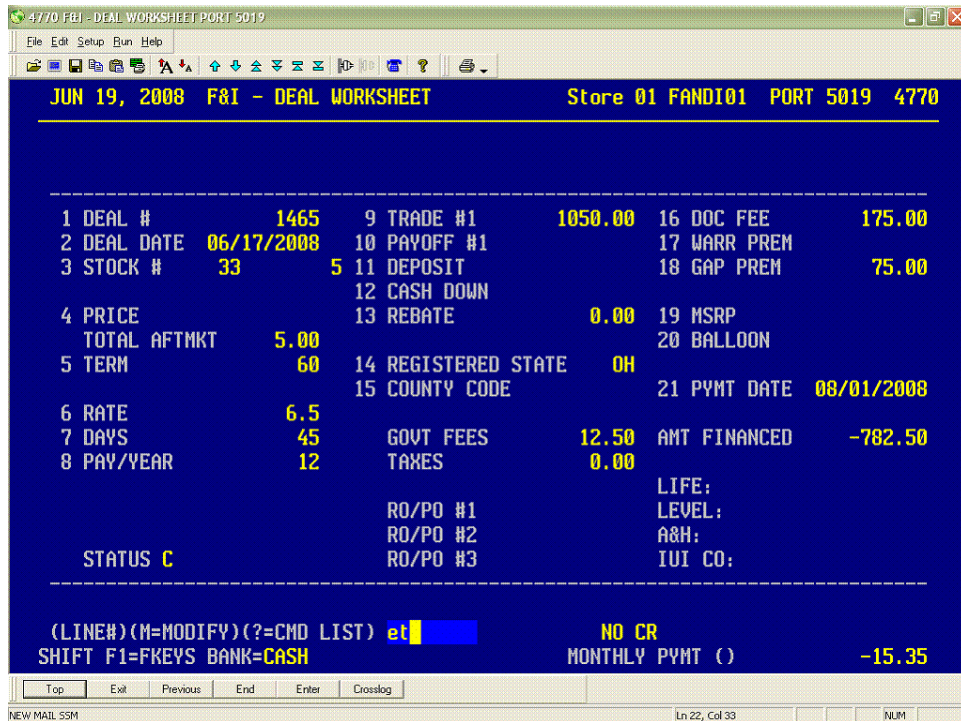 4770 F&I - DEAL WORKSHEET PORT 5019
File Edit Setup Run Help
JUN 19, 2008 F&I - DEAL WORKSHEET Store 01 FANDI01 PORT 5019 4770
1 DEAL # 1465 9 TRADE #1 1050.00 16 DOC FEE 175.00
2 DEAL DATE 06/17/2008 10 PAYOFF #1 17 WARR PREM
3 STOCK # 33 5 11 DEPOSIT 18 GAP PREM 75.00
12 CASH DOWN
4 PRICE 13 REBATE 0.00 19 MSRP
TOTAL AFTMKT 5.00 20 BALLOON
5 TERM 60 14 REGISTERED STATE OH
15 COUNTY CODE 21 PYMT DATE 08/01/2008
6 RATE 6.5
7 DAYS 45 GOVT FEES 12.50 AMT FINANCED -782.50
8 PAY/YEAR 12 TAXES 0.00
LIFE:
RO/PO #1 LEVEL:
RO/PO #2 A&H:
STATUS C RO/PO #3 IUI CO:
(LINE#)(M=MODIFY)(?=CMD LIST) et NO CR
SHIFT F1=FKEYS BANK=CASH MONTHLY PYMT () -15.35
Top Exit Previous End Enter Crosslog
NEW MAIL SSM Ln 22, Col 33 NUM